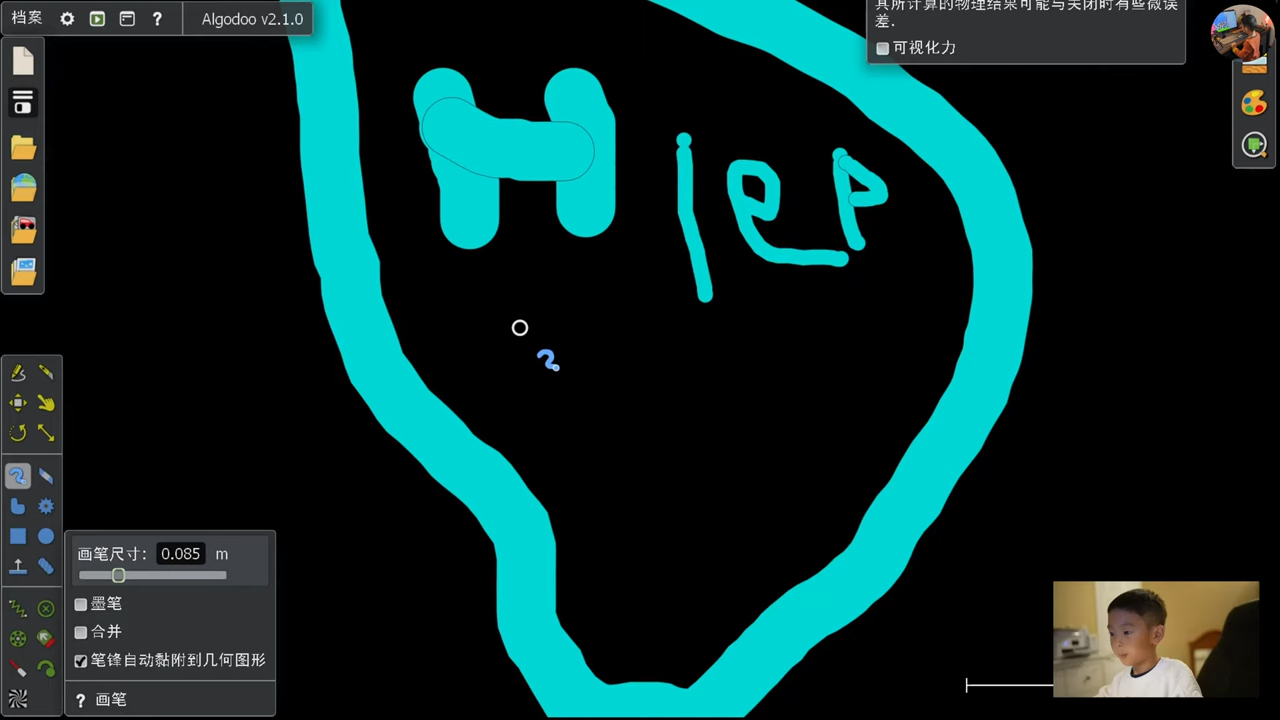 档案 ? Algodoo v2.1.0
其所计算的物理结果可能与关闭时有些微误
差.
可视化力
H lep
画笔尺寸: 0.085 m
墨笔
合并
笔锋自动黏附到几何图形
? 画笔